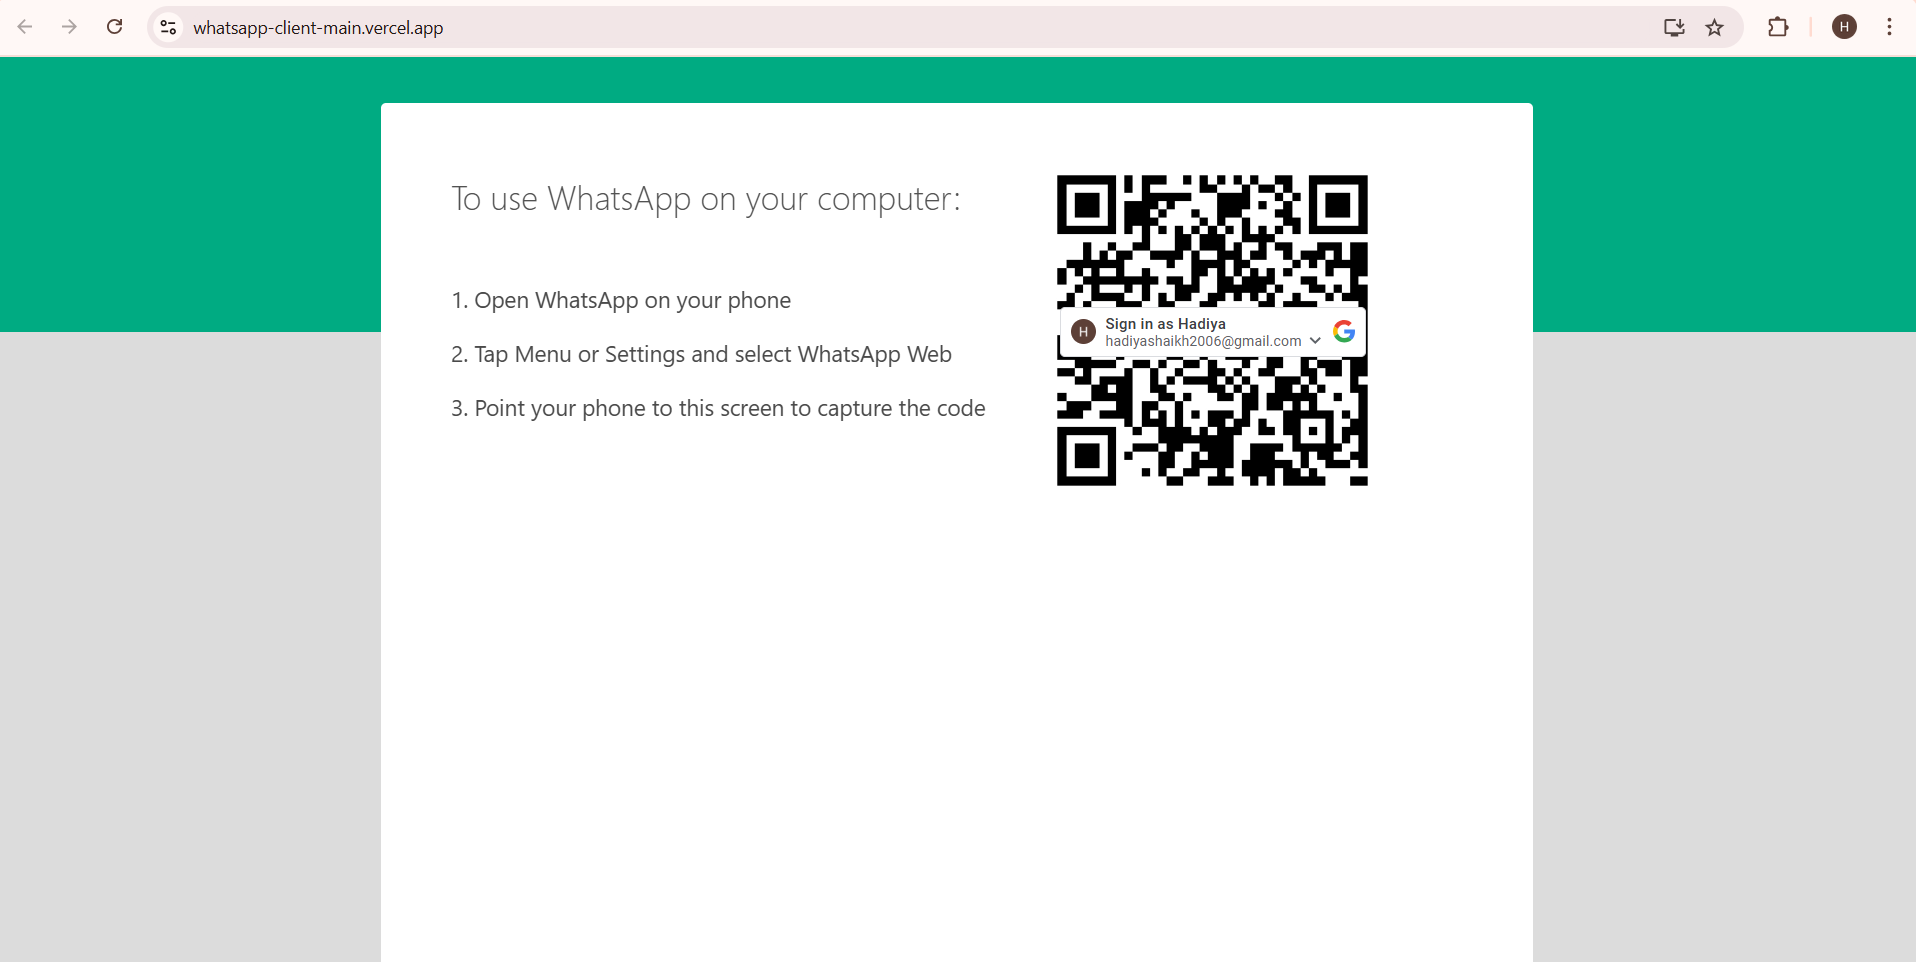 whatsapp-client-main.vercel.app
H
To use WhatsApp on your computer:
1. Open WhatsApp on your phone
2. Tap Menu or Settings and select WhatsApp Web
3. Point your phone to this screen to capture the code
H
Sign in as Hadiya
hadiyashaikh2006@gmail.com
G